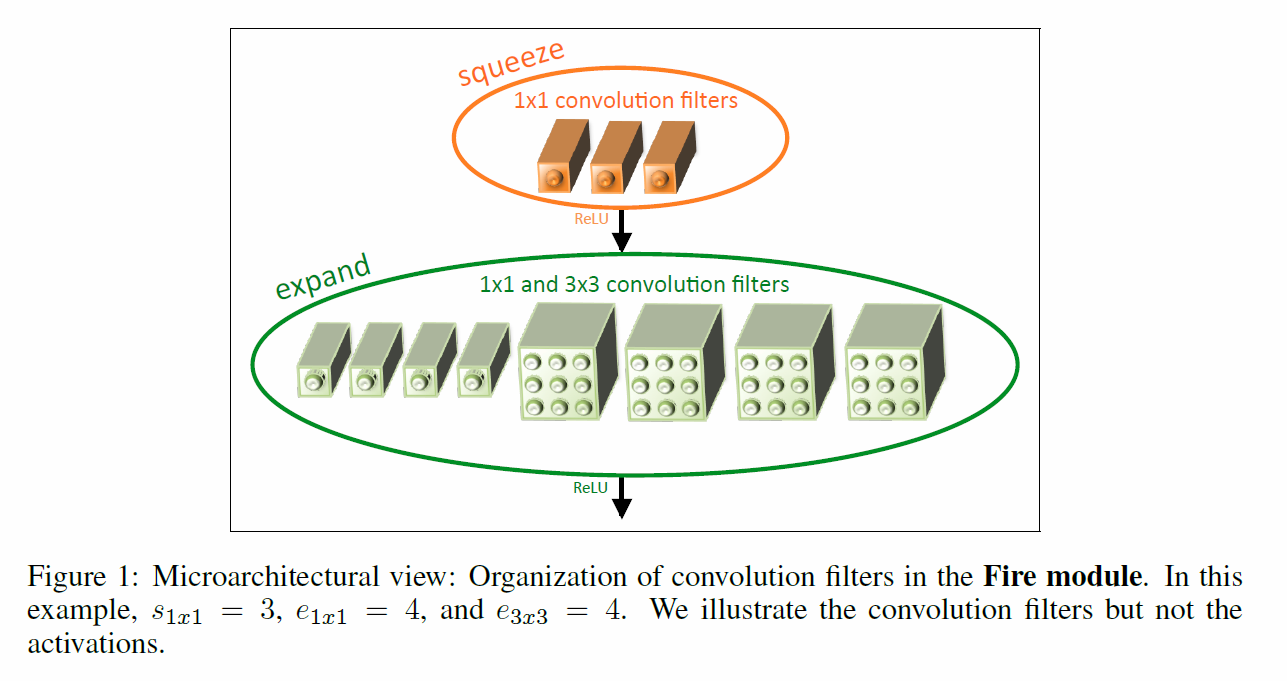 squeeze
1x1 convolution filters
ReLU
expand
1x1 and 3x3 convolution filters
ReLU
Figure 1: Microarchitectural view: Organization of convolution filters in the Fire module. In this
example, s1x1 = 3, e1x1 = 4, and e3x3 = 4. We illustrate the convolution filters but not the
activations.